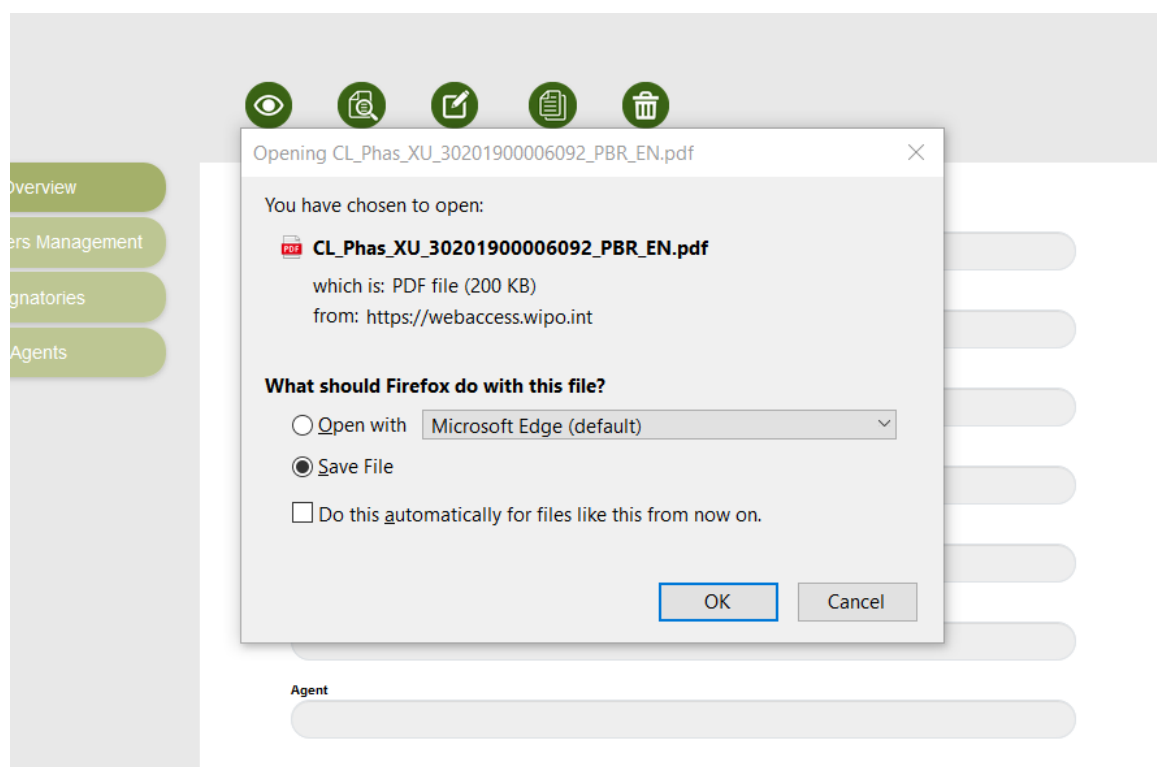 Opening CL_Phas_XU_30201900006092_PBR_EN.pdf
You have chosen to open:
PDF
CL_Phas_XU_30201900006092_PBR_EN.pdf
which is: PDF file (200 KB)
from: https://webaccess.wipo.int
What should Firefox do with this file?
Open with Microsoft Edge (default)
Save File
Do this automatically for files like this from now on.
OK Cancel
verview
ers Management
gnatories
Agents
Agent